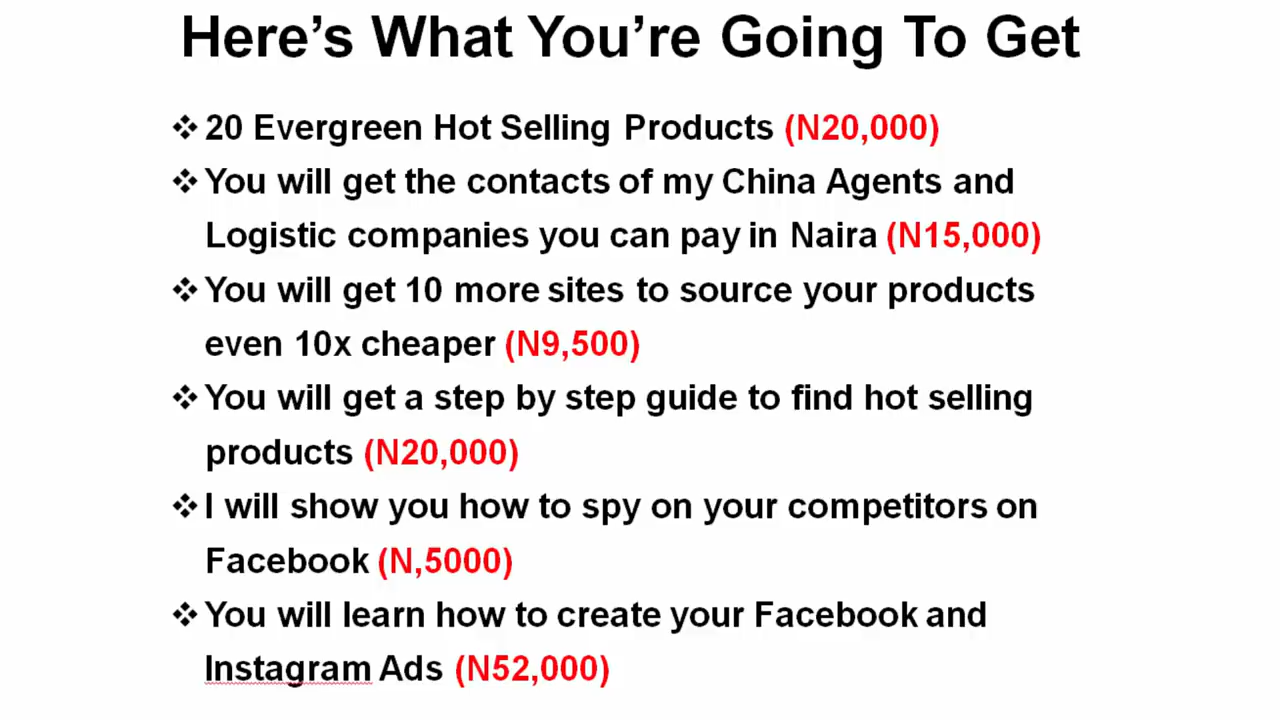 Here’s What You’re Going To Get
❖ 20 Evergreen Hot Selling Products (N20,000)
❖ You will get the contacts of my China Agents and
Logistic companies you can pay in Naira (N15,000)
❖ You will get 10 more sites to source your products
even 10x cheaper (N9,500)
❖ You will get a step by step guide to find hot selling
products (N20,000)
❖ I will show you how to spy on your competitors on
Facebook (N,5000)
❖ You will learn how to create your Facebook and
Instagram Ads (N52,000)